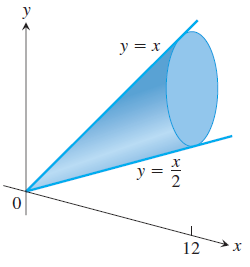 y
y = x
y = x/2
0
12
x